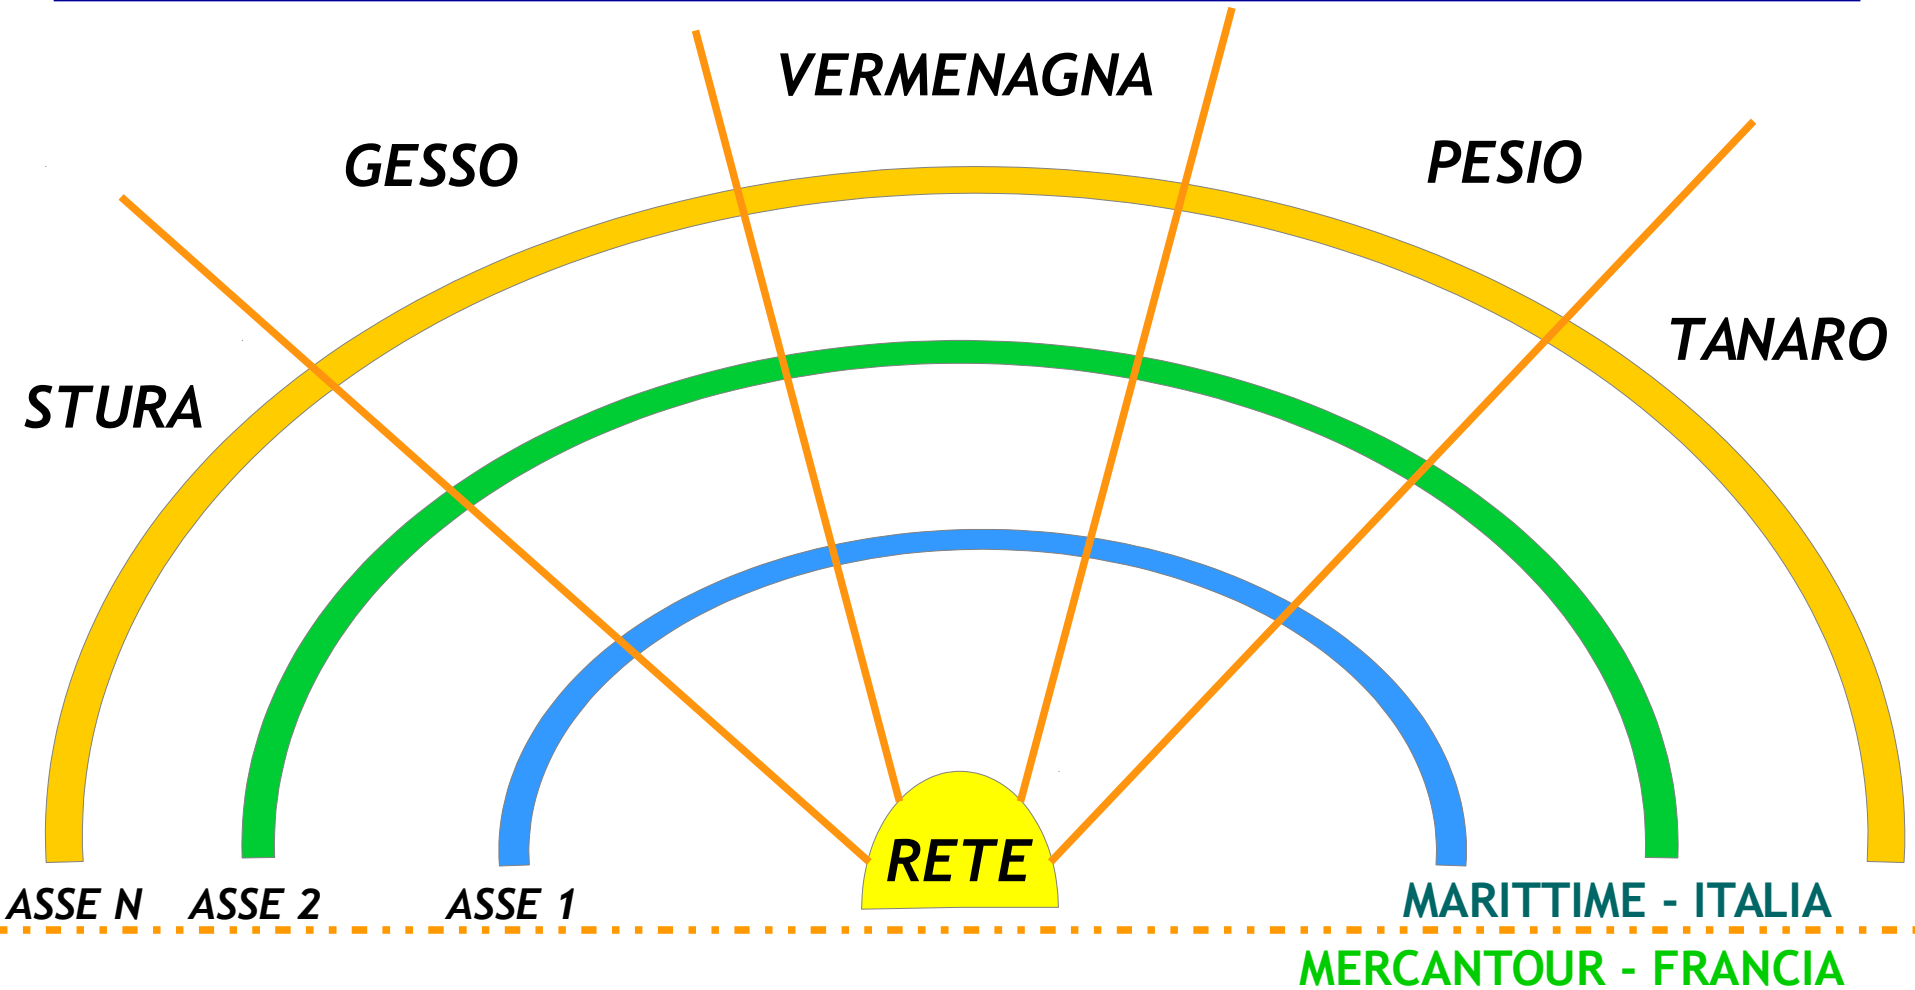 VERMENAGNA
GESSO
PESIO
TANARO
STURA
RETE
ASSE N
ASSE 2
ASSE 1
MARITTIME - ITALIA
MERCANTOUR - FRANCIA